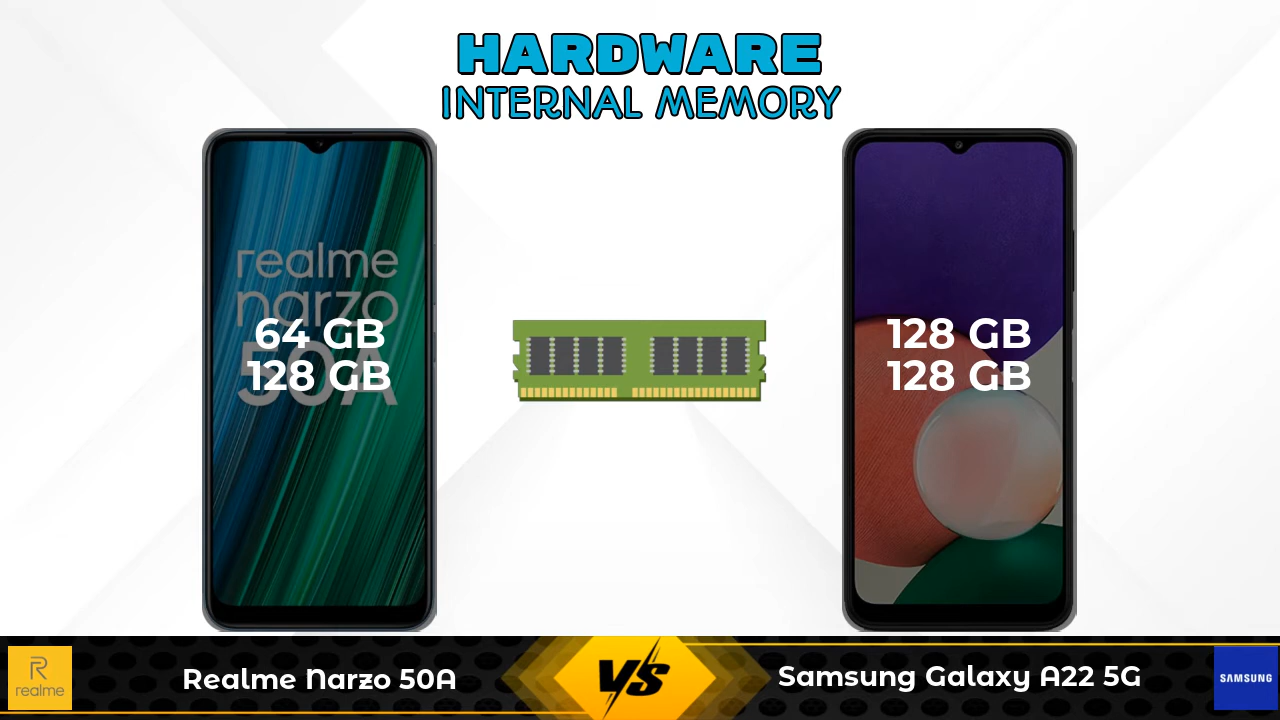 HARDWARE
INTERNAL MEMORY
realme
narzo
50A
64 GB
128 GB
128 GB
128 GB
R
realme
Realme Narzo 50A
VS
Samsung Galaxy A22 5G
SAMSUNG